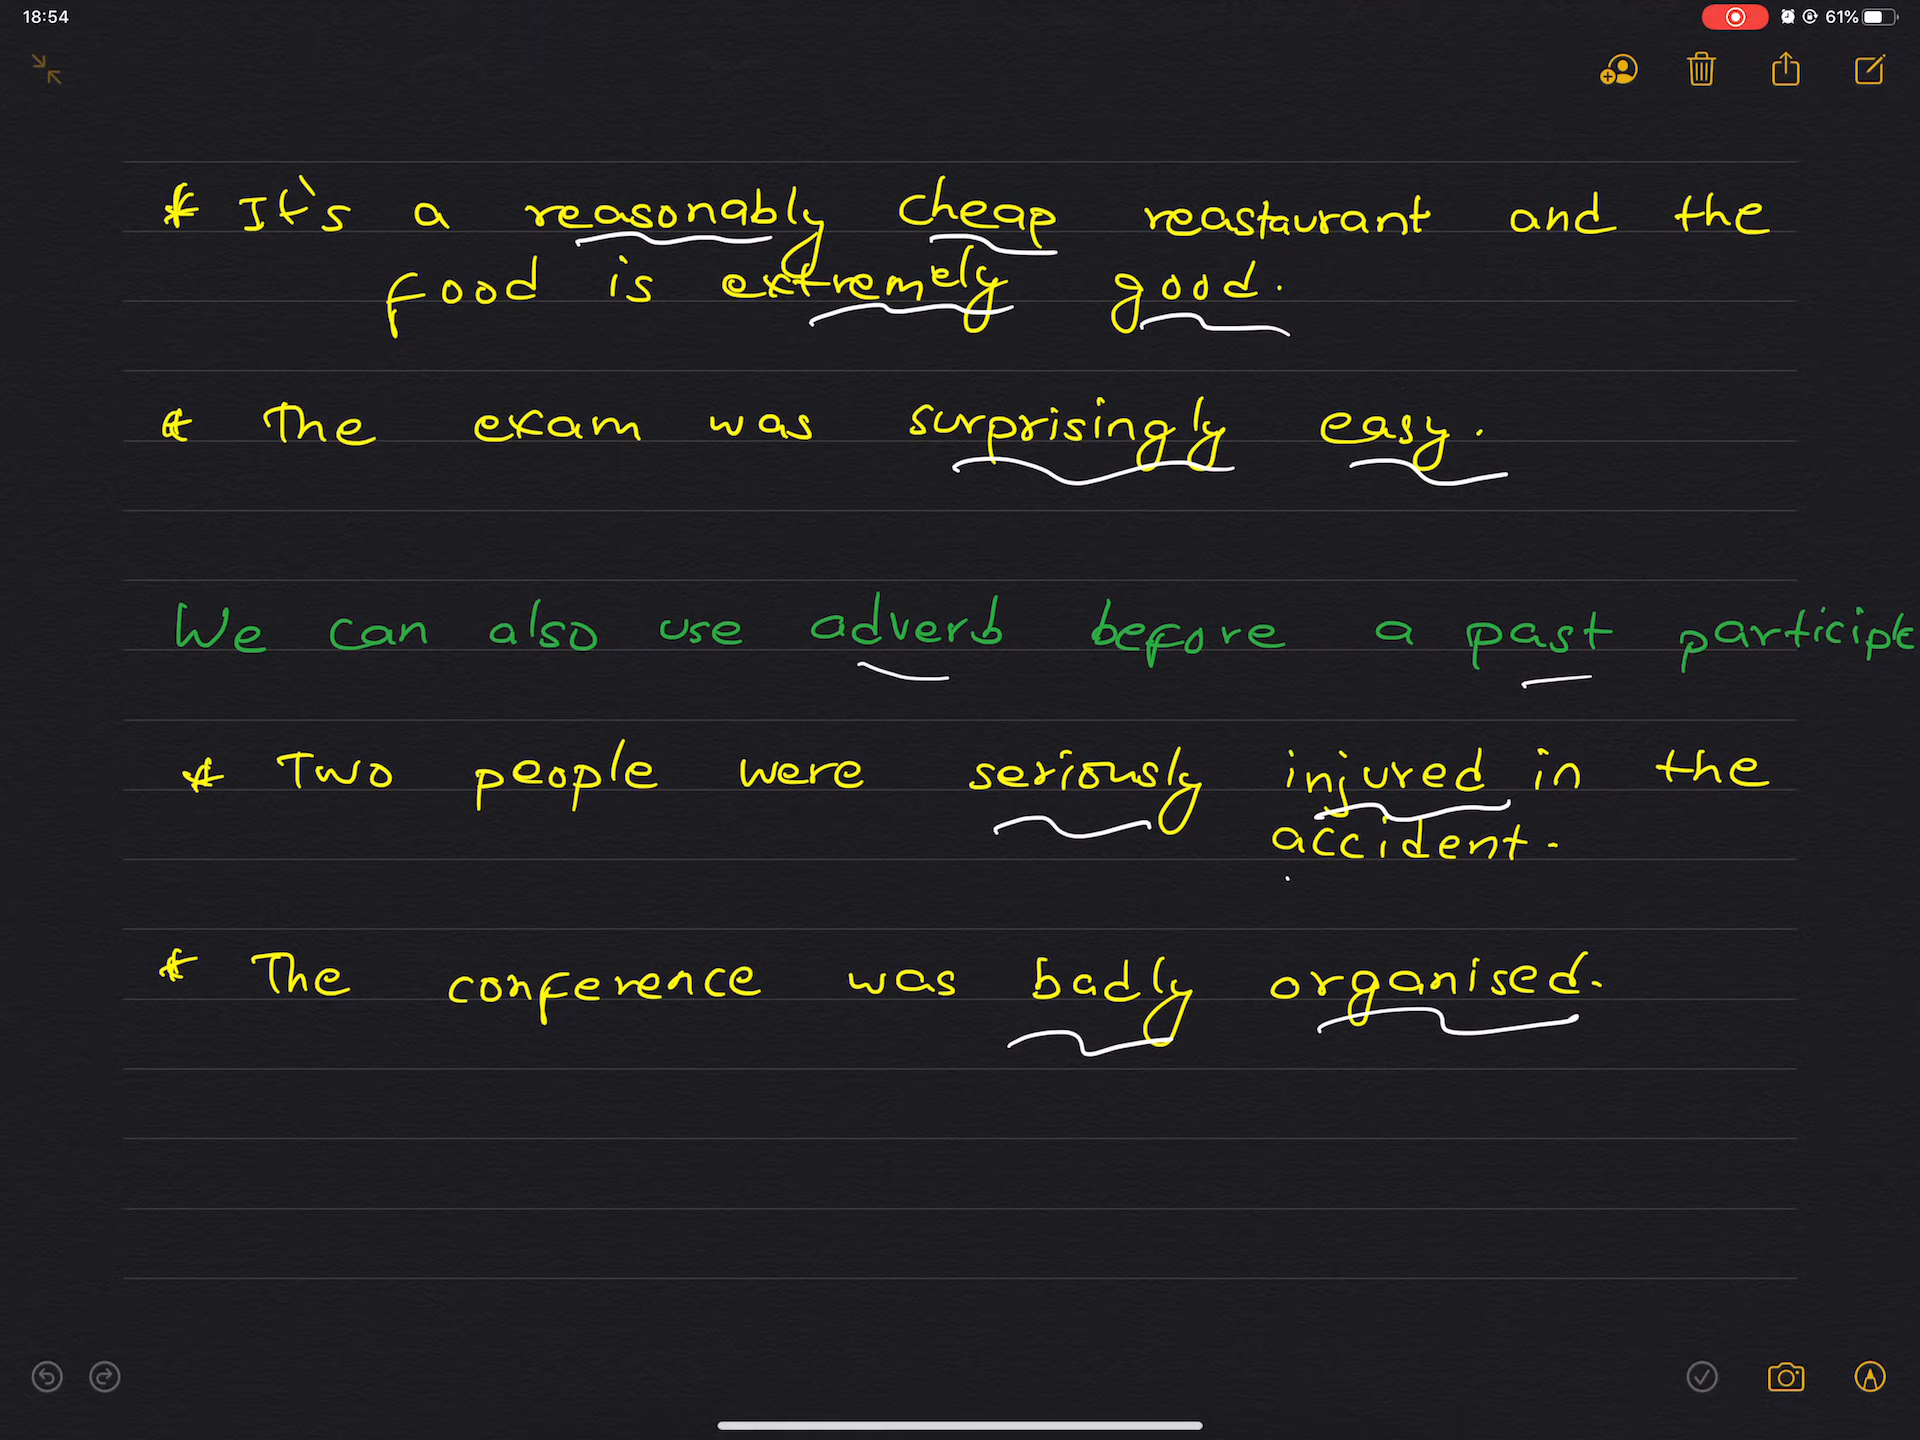 18:54
61%
* It's a reasonably cheap reastaurant and the
food is extremely good.
* The exam was surprisingly easy.
We can also use adverb before a past participle
* Two people were seriously injured in the
accident.
* The conference was badly organised.